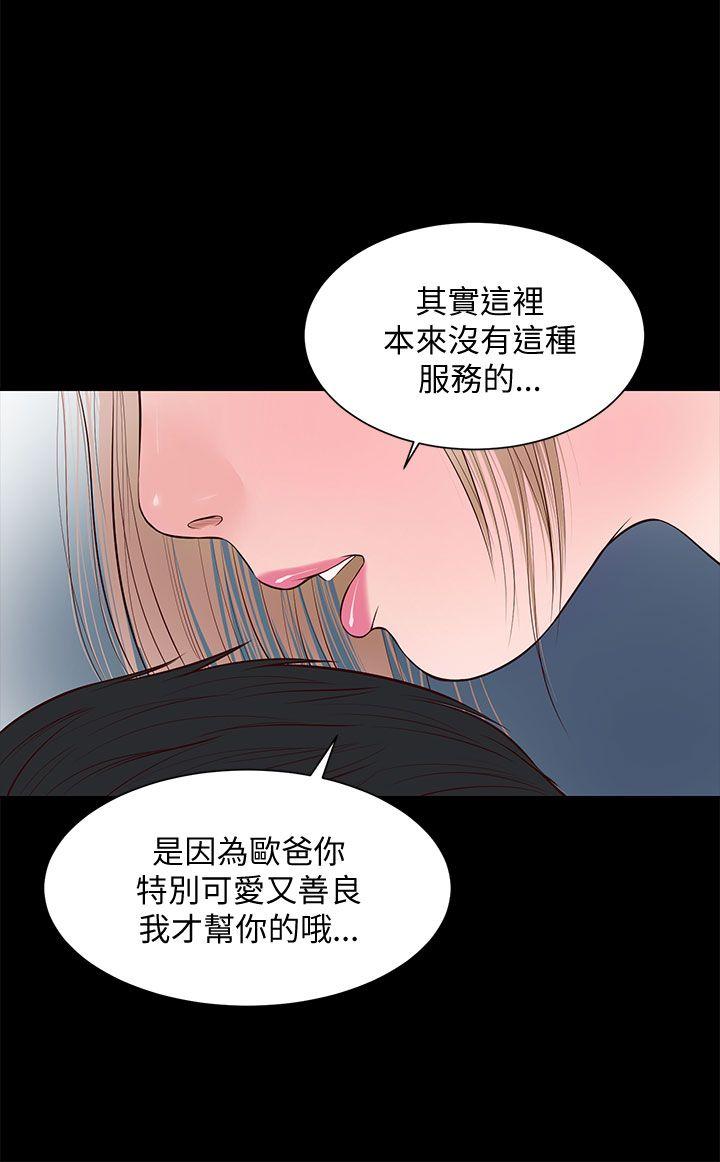 其實這裡
本來沒有這種
服務的…
是因為歐爸你
特別可愛又善良
我才幫你的哦…